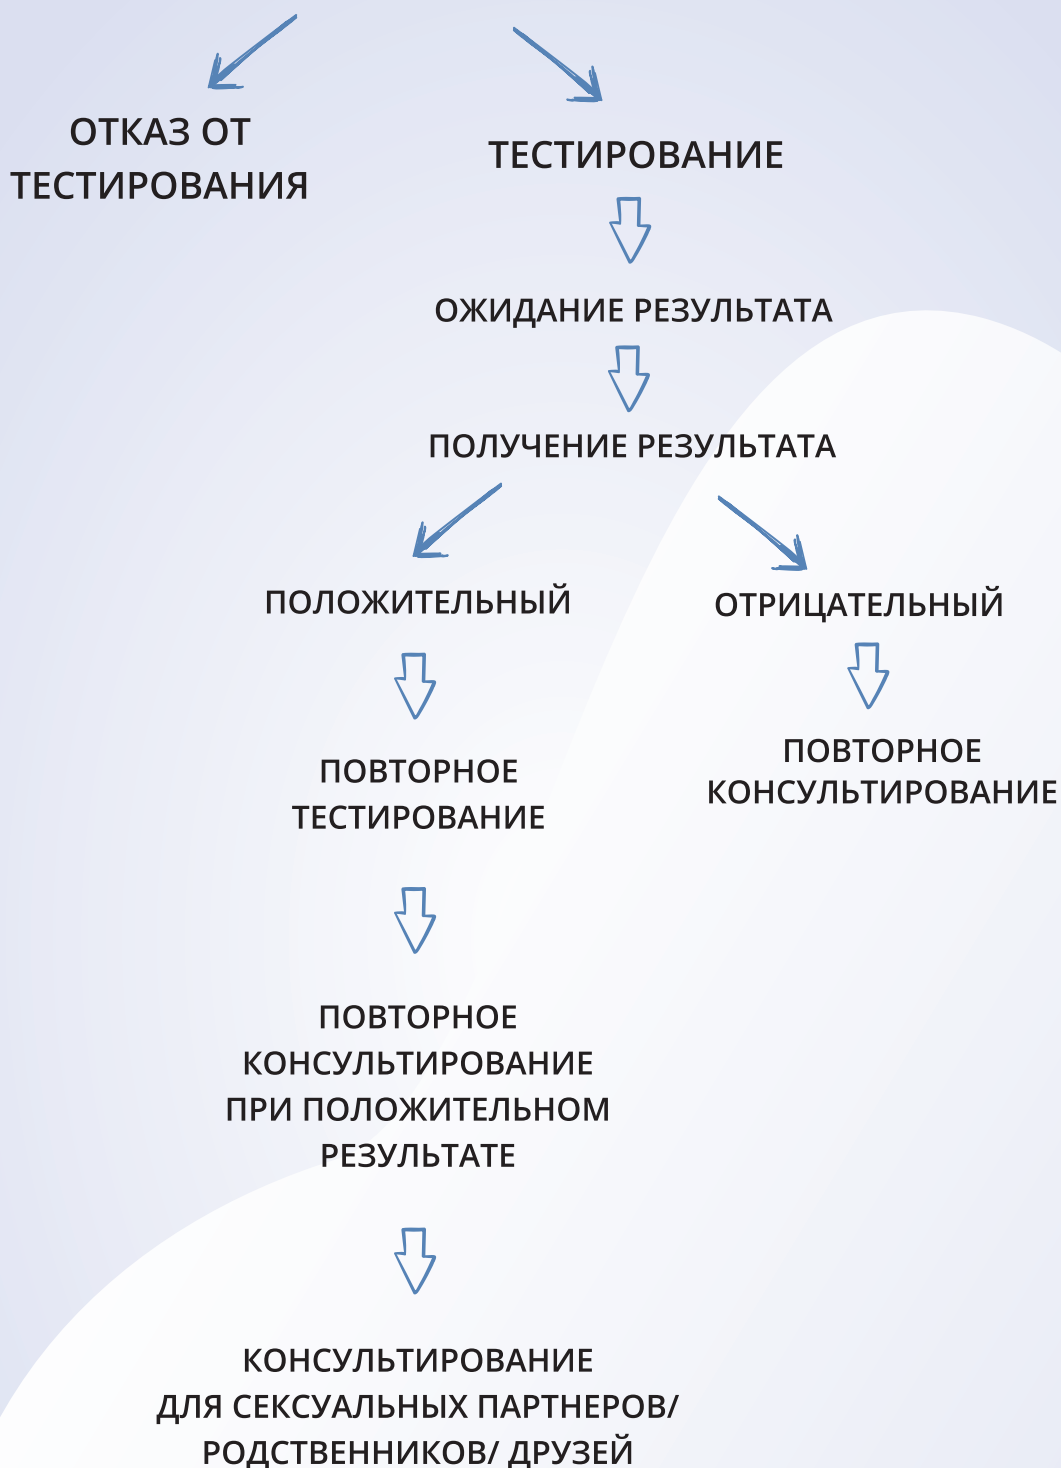 ОТКАЗ ОТ
ТЕСТИРОВАНИЯ
ТЕСТИРОВАНИЕ
ОЖИДАНИЕ РЕЗУЛЬТАТА
ПОЛУЧЕНИЕ РЕЗУЛЬТАТА
ПОЛОЖИТЕЛЬНЫЙ
ОТРИЦАТЕЛЬНЫЙ
ПОВТОРНОЕ
ТЕСТИРОВАНИЕ
ПОВТОРНОЕ
КОНСУЛЬТИРОВАНИЕ
ПОВТОРНОЕ
КОНСУЛЬТИРОВАНИЕ
ПРИ ПОЛОЖИТЕЛЬНОМ
РЕЗУЛЬТАТЕ
КОНСУЛЬТИРОВАНИЕ
ДЛЯ СЕКСУАЛЬНЫХ ПАРТНЕРОВ/
РОДСТВЕННИКОВ/ ДРУЗЕЙ